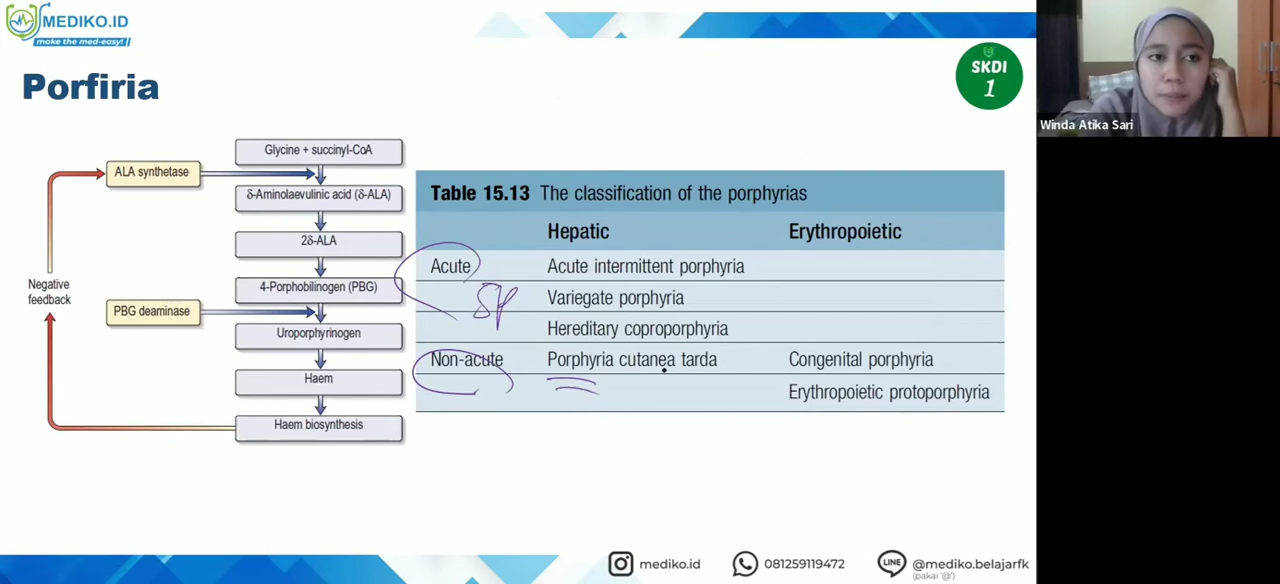 MEDIKO.ID
make the med-easy!
Porfiria
SKDI
1
Winda Atika Sari
Glycine + succinyl-CoA
ALA synthetase
δ-Aminolaevulinic acid (δ-ALA)
2δ-ALA
Negative
feedback
4-Porphobilinogen (PBG)
PBG deaminase
Uroporphyrinogen
Haem
Haem biosynthesis
Table 15.13 The classification of the porphyrias
Hepatic Erythropoietic
Acute Acute intermittent porphyria
Variegate porphyria
Hereditary coproporphyria
Non-acute Porphyria cutanea tarda Congenital porphyria
Erythropoietic protoporphyria
mediko.id
081259119472
LINE
@mediko.belajarfk
(pakai '@')